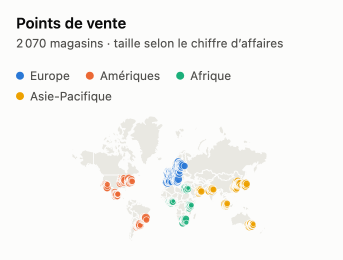 Points de vente
2 070 magasins · taille selon le chiffre d’affaires
Europe
Amériques
Afrique
Asie-Pacifique